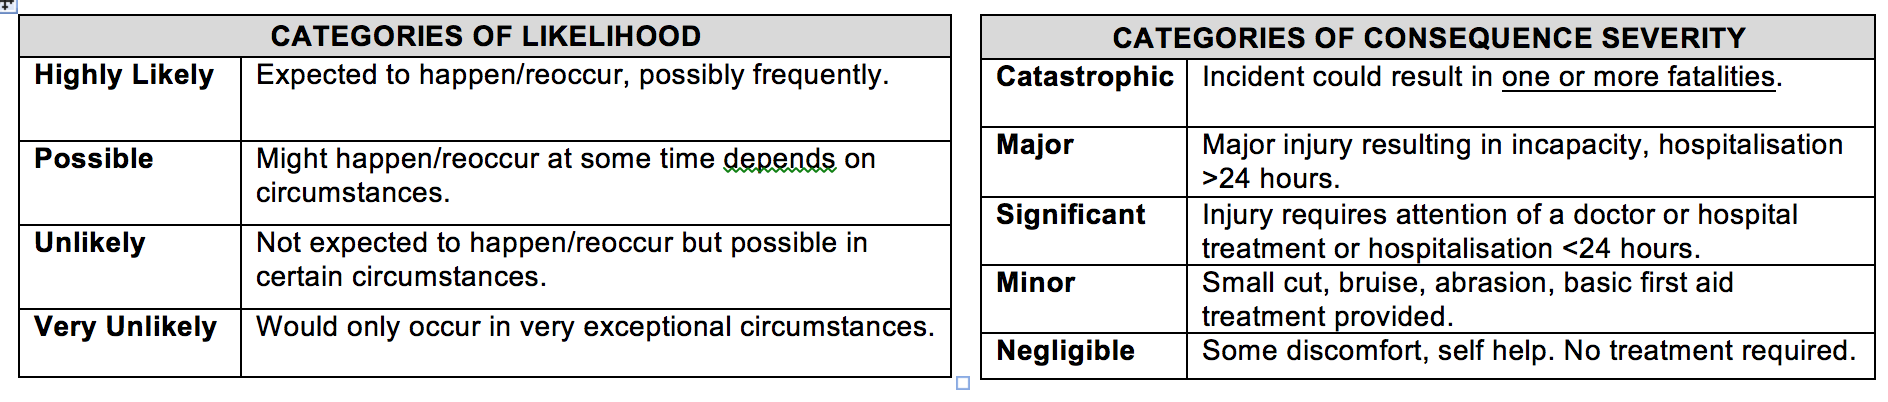 CATEGORIES OF LIKELIHOOD
Highly Likely Expected to happen/reoccur, possibly frequently.
Possible Might happen/reoccur at some time depends on
circumstances.
Unlikely Not expected to happen/reoccur but possible in
certain circumstances.
Very Unlikely Would only occur in very exceptional circumstances.
CATEGORIES OF CONSEQUENCE SEVERITY
Catastrophic Incident could result in one or more fatalities.
Major Major injury resulting in incapacity, hospitalisation
>24 hours.
Significant Injury requires attention of a doctor or hospital
treatment or hospitalisation <24 hours.
Minor Small cut, bruise, abrasion, basic first aid
treatment provided.
Negligible Some discomfort, self help. No treatment required.